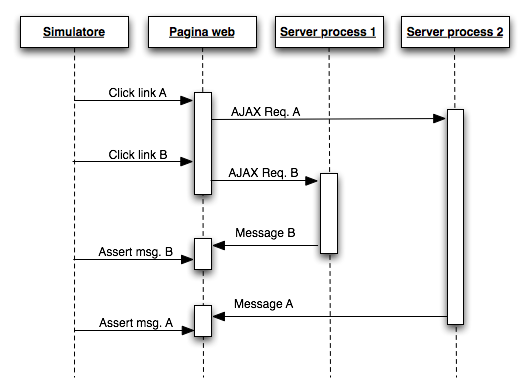 Simulatore
Pagina web
Server process 1
Server process 2
Click link A
AJAX Req. A
Click link B
AJAX Req. B
Message B
Assert msg. B
Message A
Assert msg. A